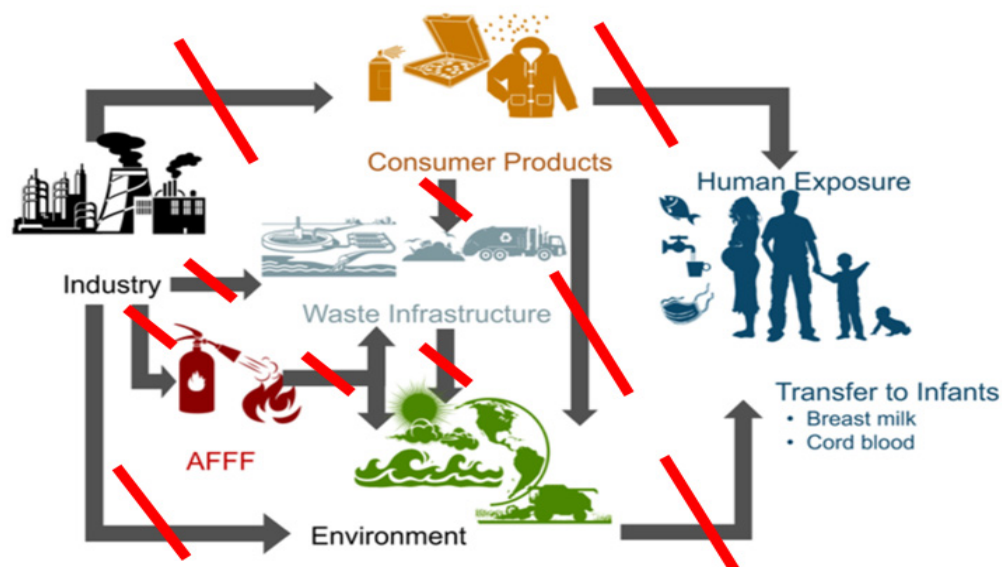 Consumer Products
Human Exposure
Industry
Waste Infrastructure
Transfer to Infants
• Breast milk
• Cord blood
AFFF
Environment